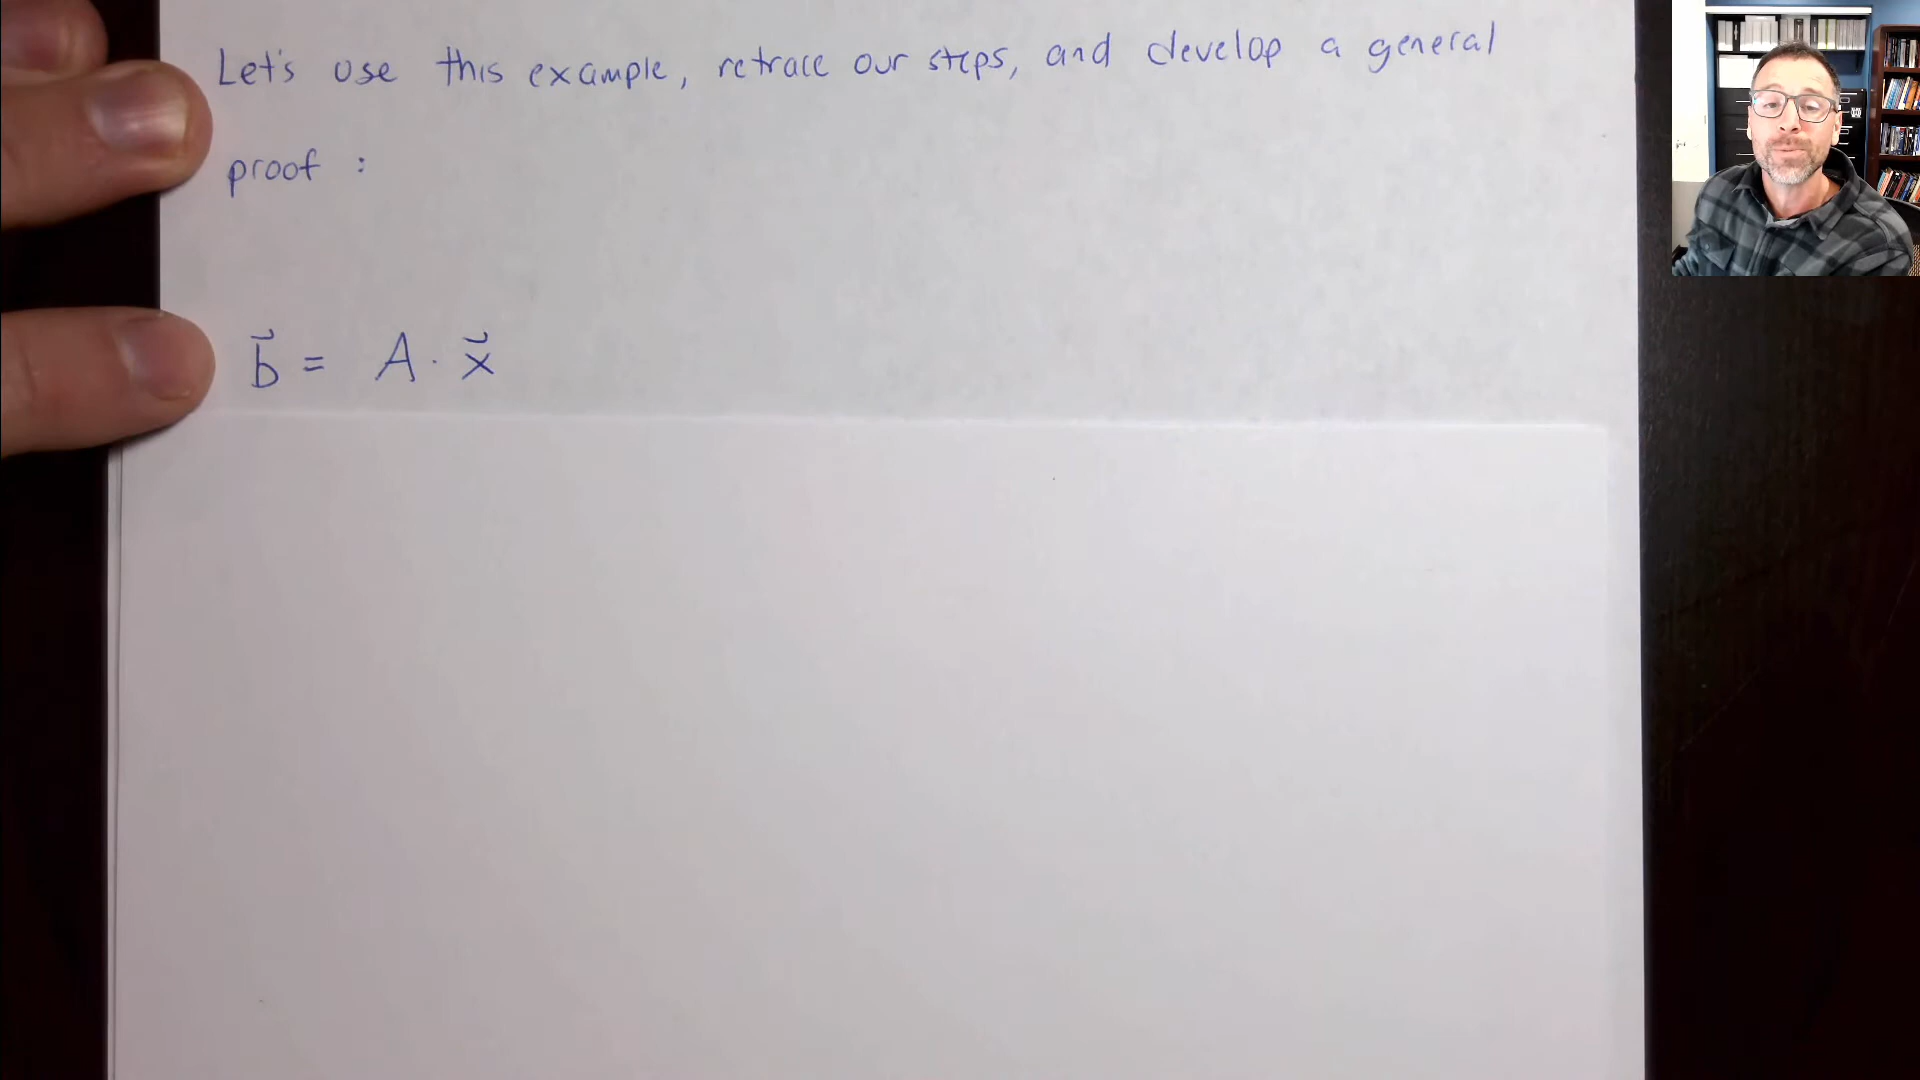 Let's use this example, retrace our steps, and develop a general
proof :
b⃗ = A · x⃗